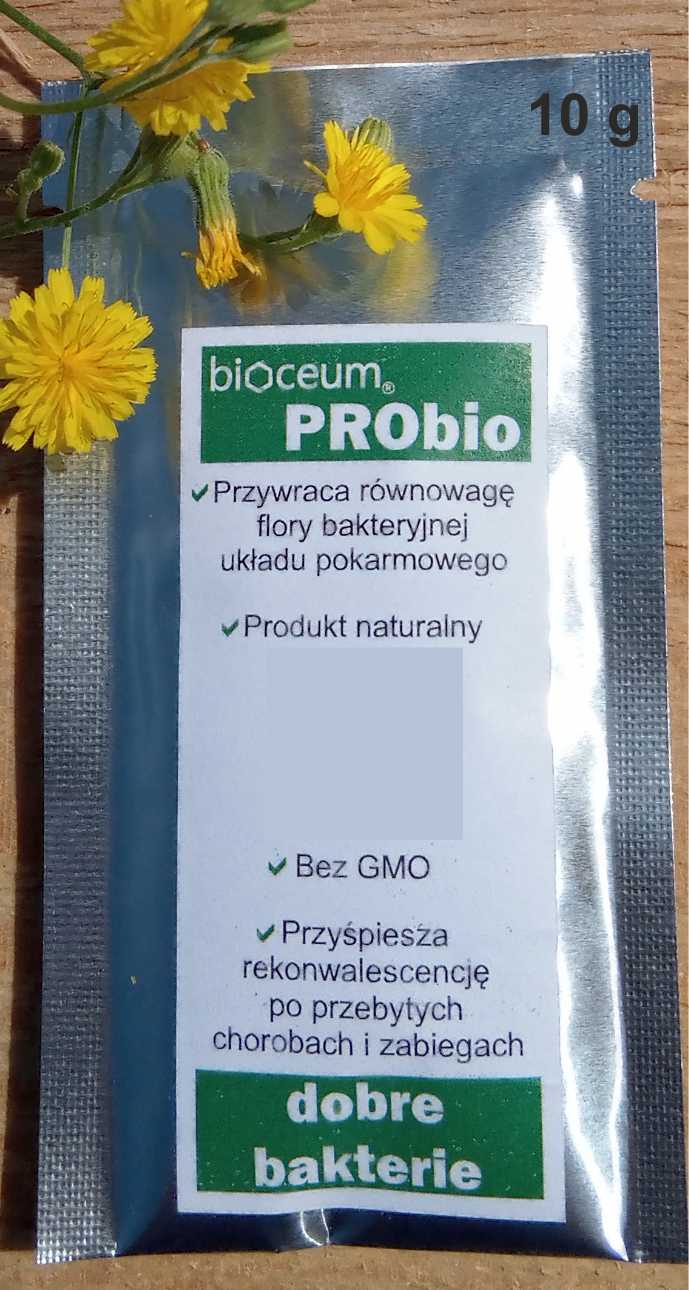 10 g
bioceum®
PRObio
✓Przywraca równowagę
flory bakteryjnej
układu pokarmowego
✓Produkt naturalny
✓ Bez GMO
✓Przyśpiesza
rekonwalescencję
po przebytych
chorobach i zabiegach
dobre
bakterie